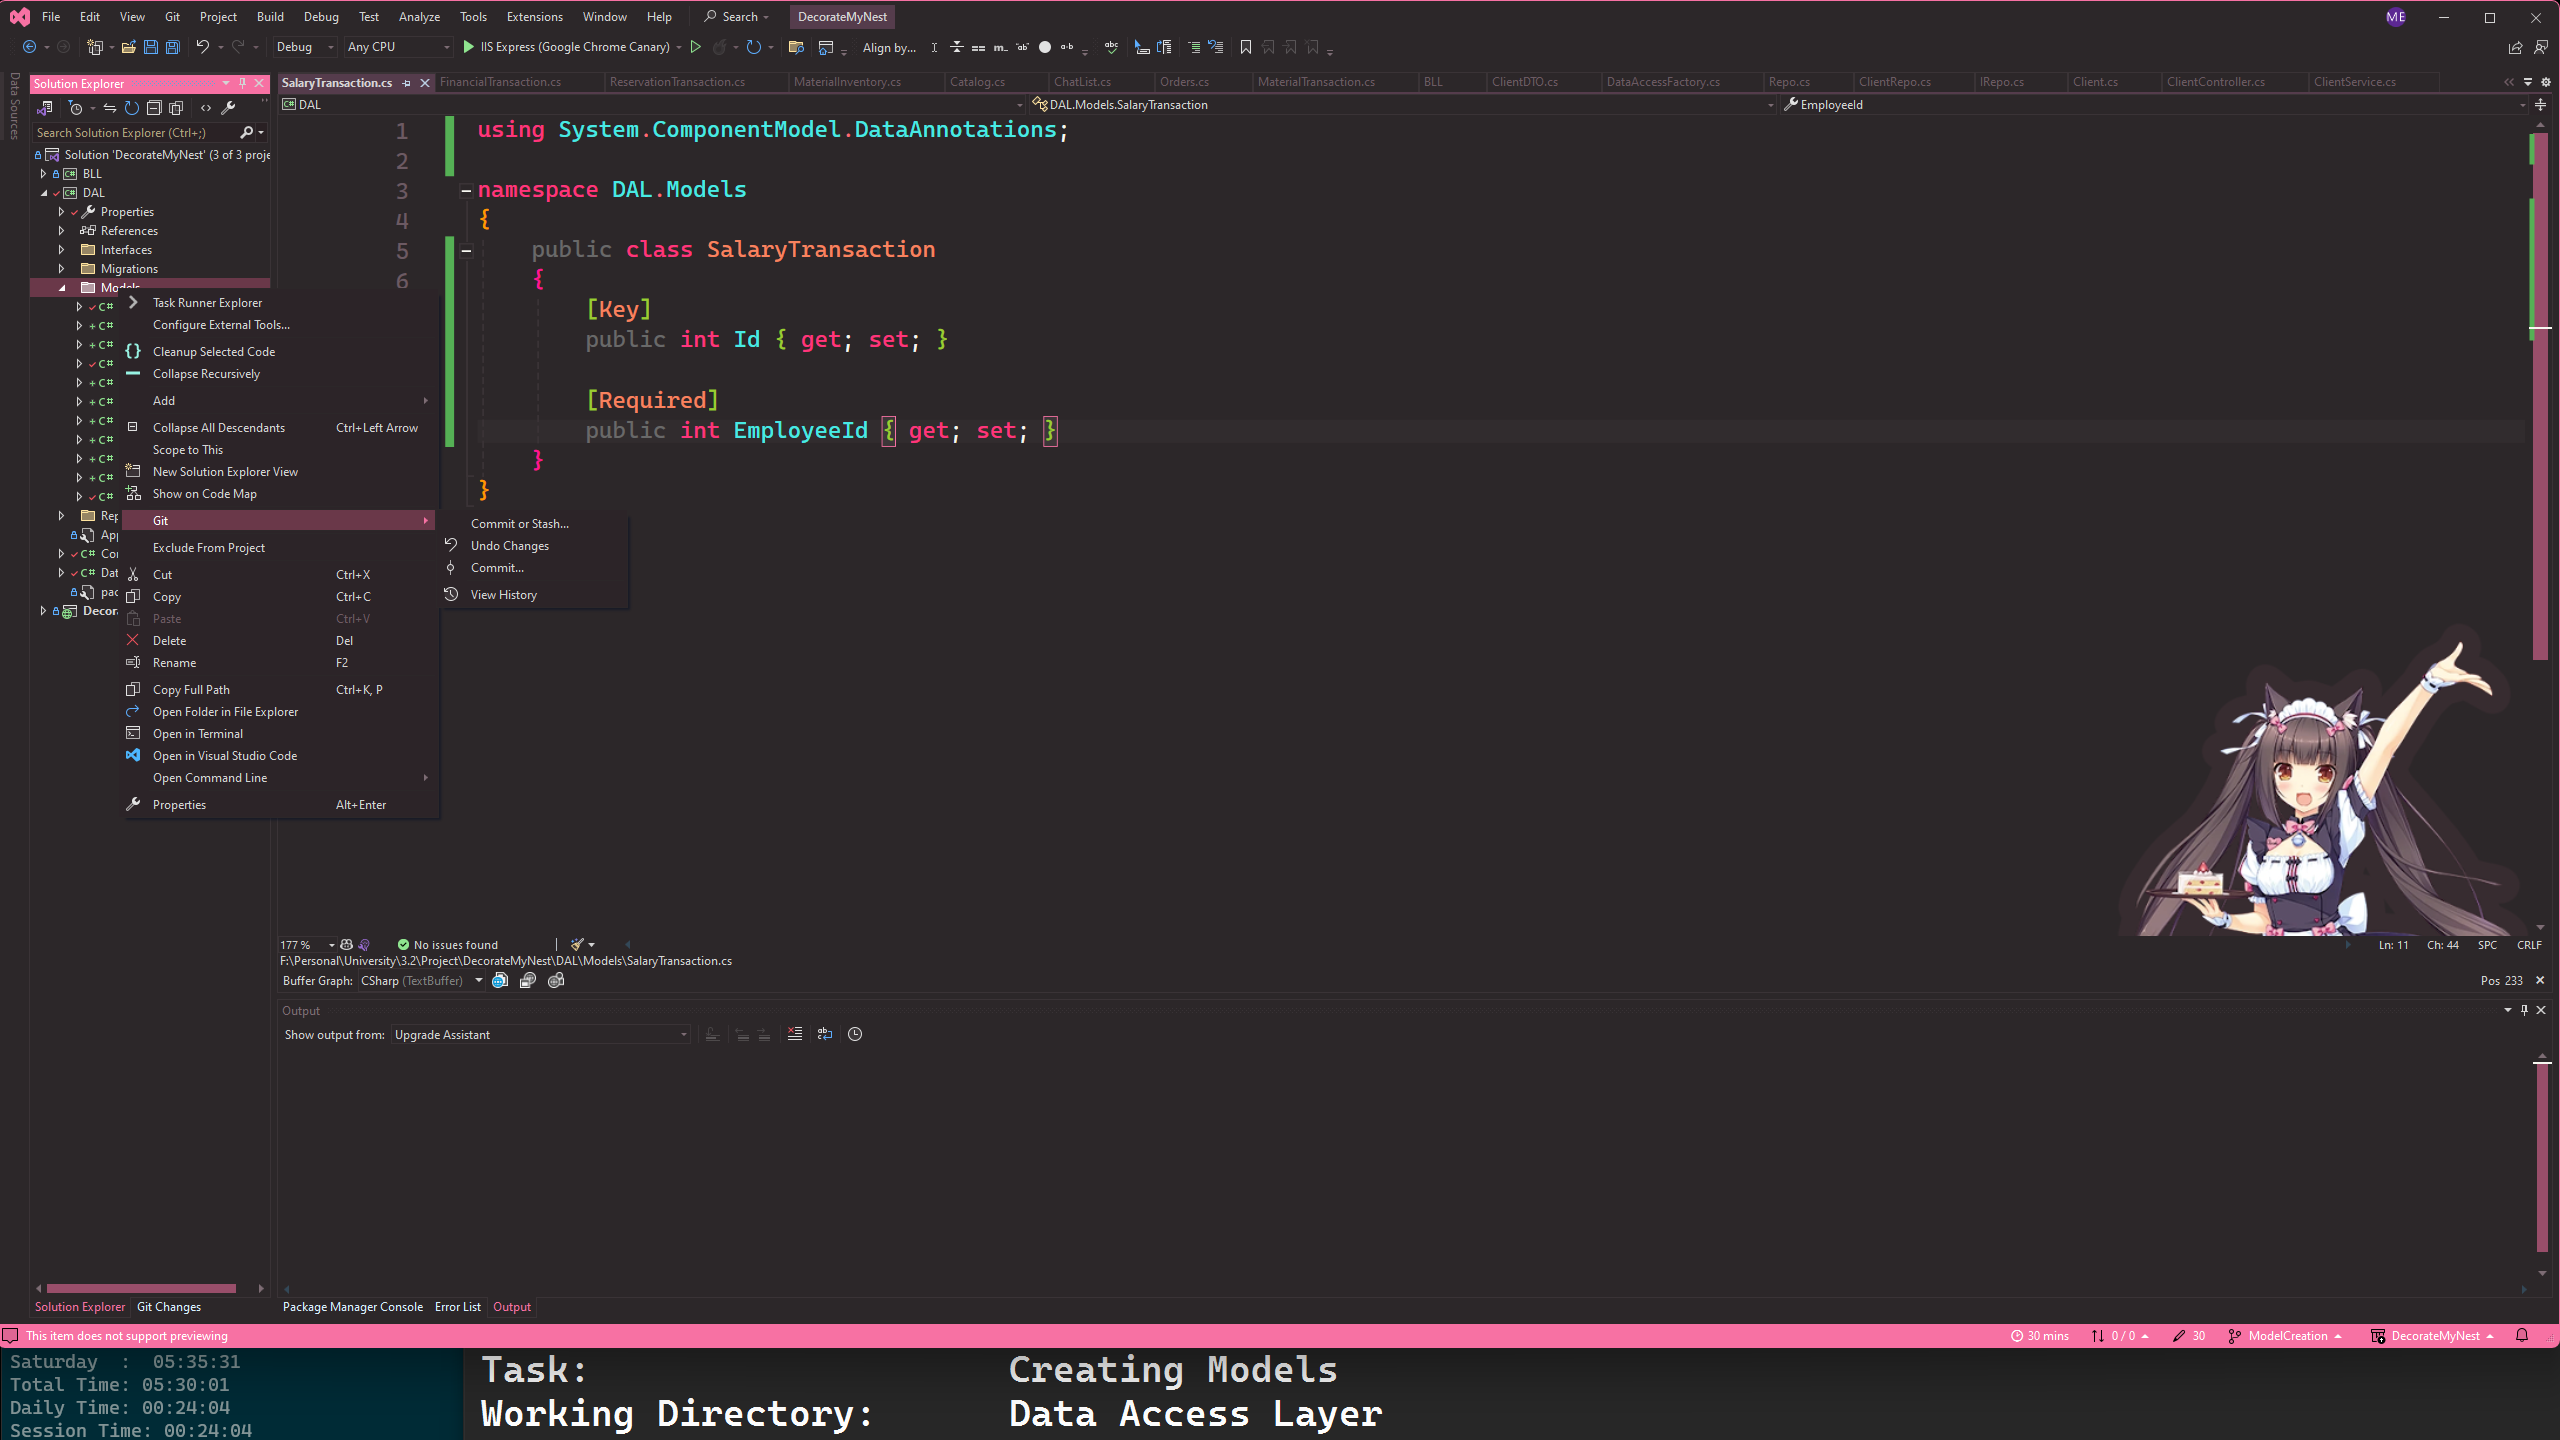 File Edit View Git Project Build Debug Test Analyze Tools Extensions Window Help Search DecorateMyNest ME
Debug Any CPU IIS Express (Google Chrome Canary) Align by...
Data Sources
Solution Explorer
Search Solution Explorer (Ctrl+;)
Solution 'DecorateMyNest' (3 of 3 proje
BLL
DAL
Properties
References
Interfaces
Migrations
Models
C#
C#
C#
C#
C#
C#
C#
C#
C#
C#
C#
Rep
App
C# Co
C# Dat
pac
Decora
Task Runner Explorer
Configure External Tools...
Cleanup Selected Code
Collapse Recursively
Add
Collapse All Descendants Ctrl+Left Arrow
Scope to This
New Solution Explorer View
Show on Code Map
Git
Exclude From Project
Cut Ctrl+X
Copy Ctrl+C
Paste Ctrl+V
Delete Del
Rename F2
Copy Full Path Ctrl+K, P
Open Folder in File Explorer
Open in Terminal
Open in Visual Studio Code
Open Command Line
Properties Alt+Enter
Commit or Stash...
Undo Changes
Commit...
View History
SalaryTransaction.cs FinancialTransaction.cs ReservationTransaction.cs MaterialInventory.cs Catalog.cs ChatList.cs Orders.cs MaterialTransaction.cs BLL ClientDTO.cs DataAccessFactory.cs Repo.cs ClientRepo.cs IRepo.cs Client.cs ClientController.cs ClientService.cs
DAL DAL.Models.SalaryTransaction EmployeeId
1 using System.ComponentModel.DataAnnotations;
2
3 namespace DAL.Models
4 {
5 public class SalaryTransaction
6 {
[Key]
public int Id { get; set; }
[Required]
public int EmployeeId { get; set; }
}
}
177 % No issues found Ln: 11 Ch: 44 SPC CRLF
F:\Personal\University\3.2\Project\DecorateMyNest\DAL\Models\SalaryTransaction.cs
Buffer Graph: CSharp (TextBuffer) Pos 233
Output
Show output from: Upgrade Assistant
Solution Explorer Git Changes Package Manager Console Error List Output
This item does not support previewing 30 mins 0 / 0 30 ModelCreation DecorateMyNest
Saturday : 05:35:31
Total Time: 05:30:01
Daily Time: 00:24:04
Session Time: 00:24:04
Task: Creating Models
Working Directory: Data Access Layer